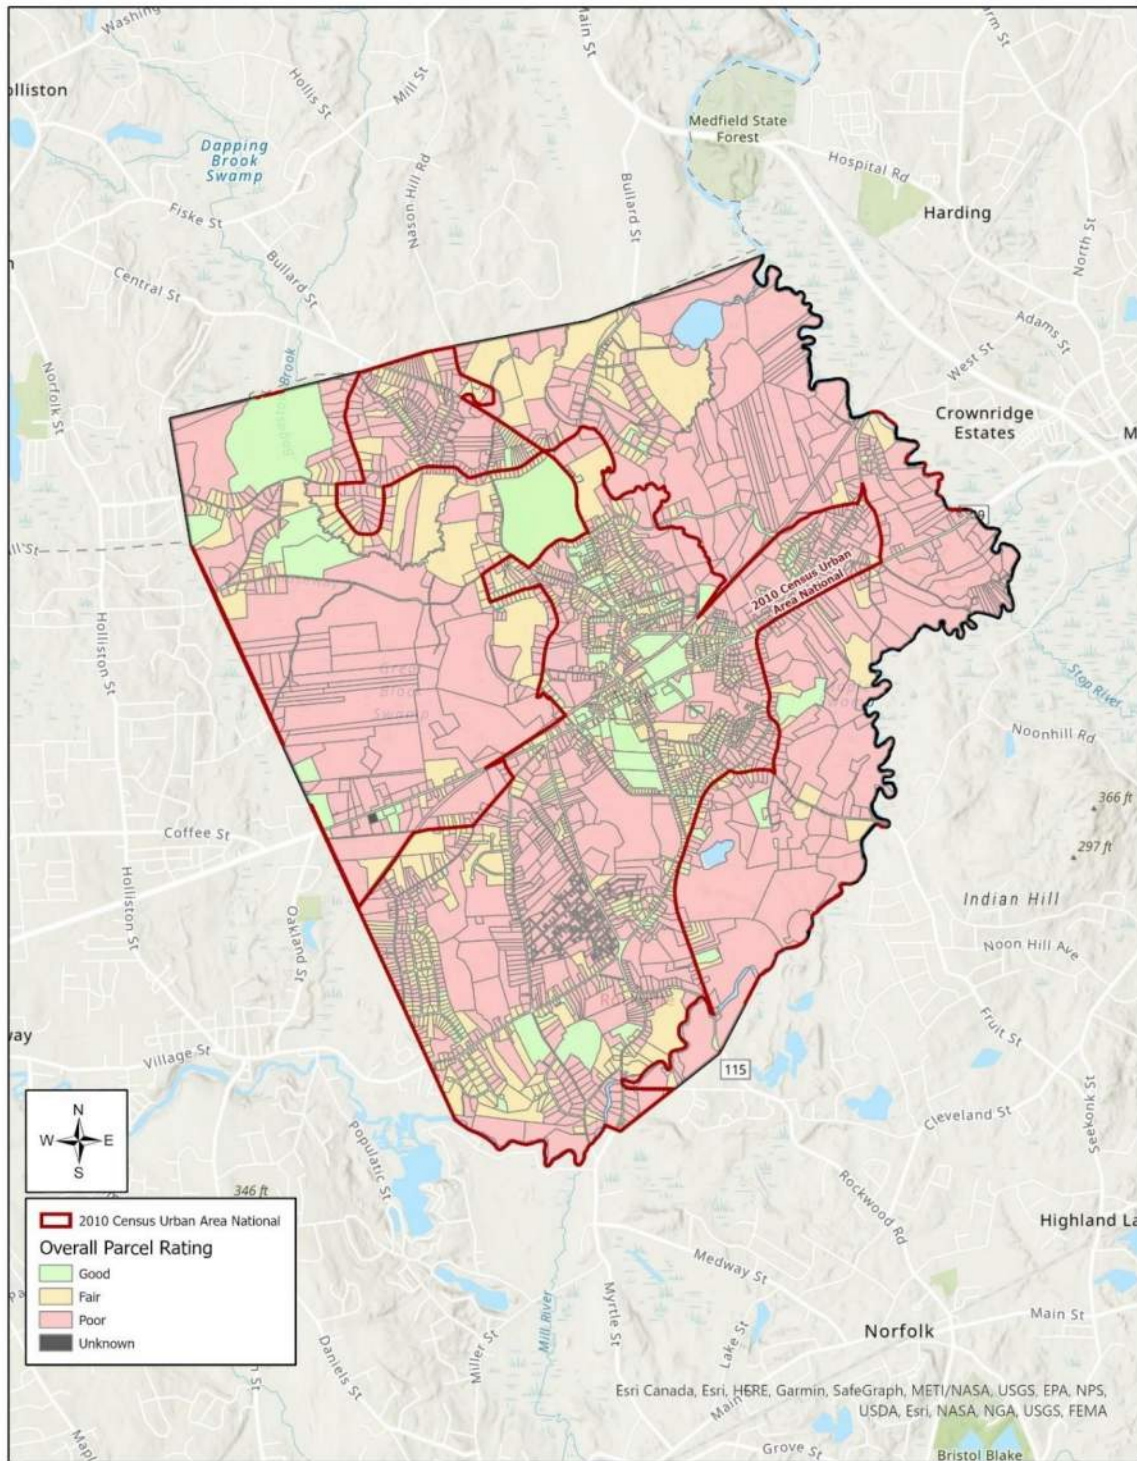 Washing
Main St
olliston
Hollis St
Mill St
Dapping
Brook
Swamp
Medfield State
Forest
Hospital Rd
Harding
Fiske St
Nason Hill Rd
Bullard St
North St
Central St
Bullard St
Adams St
West St
Norfolk St
Crownridge
Estates
M
2010 Census Urban
Area National
Swamp
Holliston St
Stop River
Noonhill Rd
366 ft
Coffee St
297 ft
Holliston St
Oakland St
Indian Hill
Noon Hill Ave
Fruit St
way
Village St
115
Cleveland St
Seekonk St
N
W
E
S
Populatic St
346 ft
Rockwood Rd
Highland La
2010 Census Urban Area National
Overall Parcel Rating
Good
Fair
Poor
Unknown
Medway St
Mill River
Myrtle St
Main St
Norfolk
Lake St
Miller St
Daniels St
Esri Canada, Esri, HERE, Garmin, SafeGraph, METI/NASA, USGS, EPA, NPS,
USDA, Esri, NASA, NGA, USGS, FEMA
Grove St
Bristol Blake